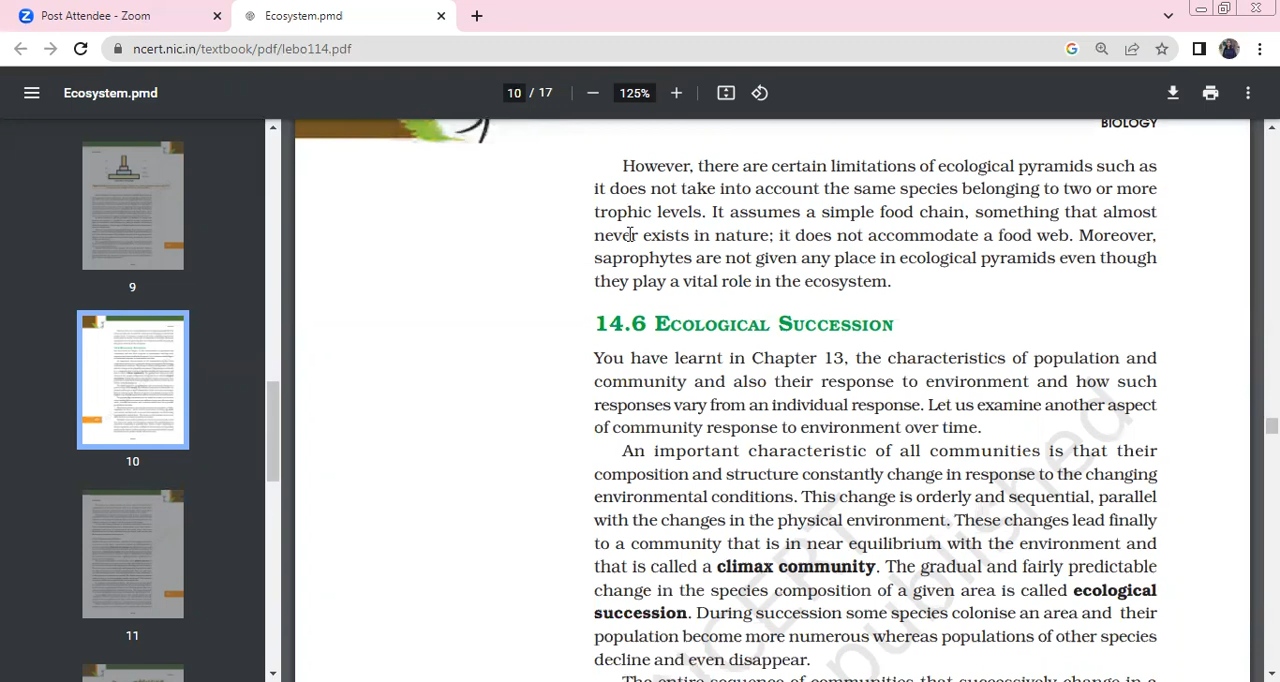 Post Attendee - Zoom
Ecosystem.pmd
ncert.nic.in/textbook/pdf/lebo114.pdf
Ecosystem.pmd
10 / 17
125%
BIOLOGY
However, there are certain limitations of ecological pyramids such as
it does not take into account the same species belonging to two or more
trophic levels. It assumes a simple food chain, something that almost
never exists in nature; it does not accommodate a food web. Moreover,
saprophytes are not given any place in ecological pyramids even though
they play a vital role in the ecosystem.
14.6 ECOLOGICAL SUCCESSION
You have learnt in Chapter 13, the characteristics of population and
community and also their response to environment and how such
responses vary from an individual response. Let us examine another aspect
of community response to environment over time.
An important characteristic of all communities is that their
composition and structure constantly change in response to the changing
environmental conditions. This change is orderly and sequential, parallel
with the changes in the physical environment. These changes lead finally
to a community that is in near equilibrium with the environment and
that is called a climax community. The gradual and fairly predictable
change in the species composition of a given area is called ecological
succession. During succession some species colonise an area and their
population become more numerous whereas populations of other species
decline and even disappear.
The entire sequence of communities that successively change in a
9
10
11
NCERT
published